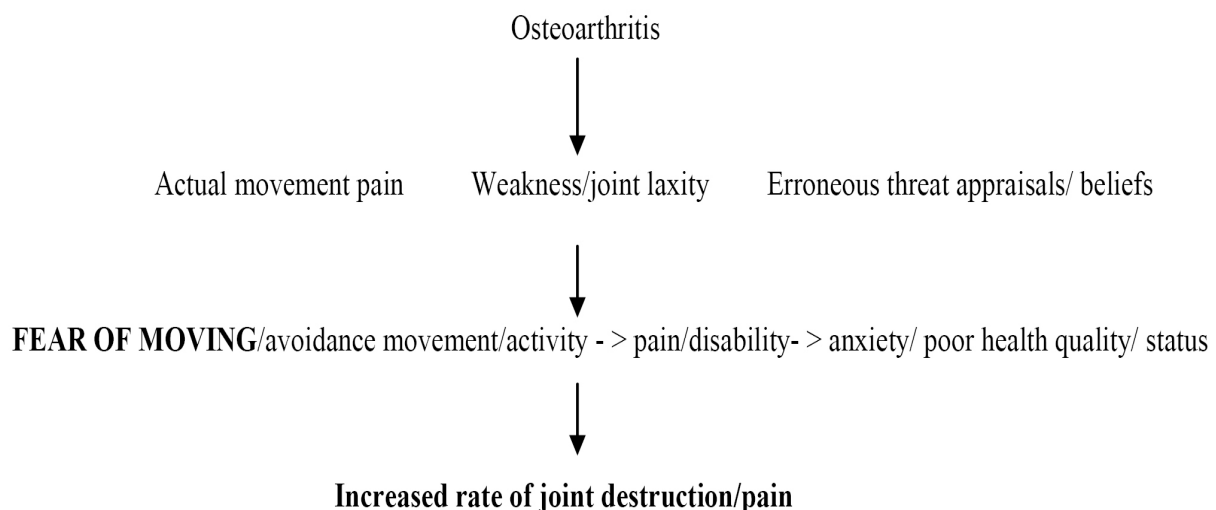 Osteoarthritis
Actual movement pain Weakness/joint laxity Erroneous threat appraisals/ beliefs
FEAR OF MOVING/avoidance movement/activity - > pain/disability- > anxiety/ poor health quality/ status
Increased rate of joint destruction/pain